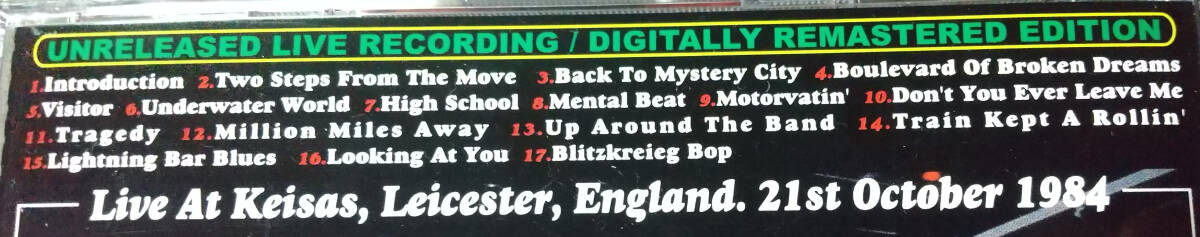 UNRELEASED LIVE RECORDING / DIGITALLY REMASTERED EDITION
1.Introduction 2.Two Steps From The Move 3.Back To Mystery City 4.Boulevard Of Broken Dreams
5.Visitor 6.Underwater World 7.High School 8.Mental Beat 9.Motorvatin' 10.Don't You Ever Leave Me
11.Tragedy 12.Million Miles Away 13.Up Around The Band 14.Train Kept A Rollin'
15.Lightning Bar Blues 16.Looking At You 17.Blitzkreieg Bop
Live At Keisas, Leicester, England. 21st October 1984